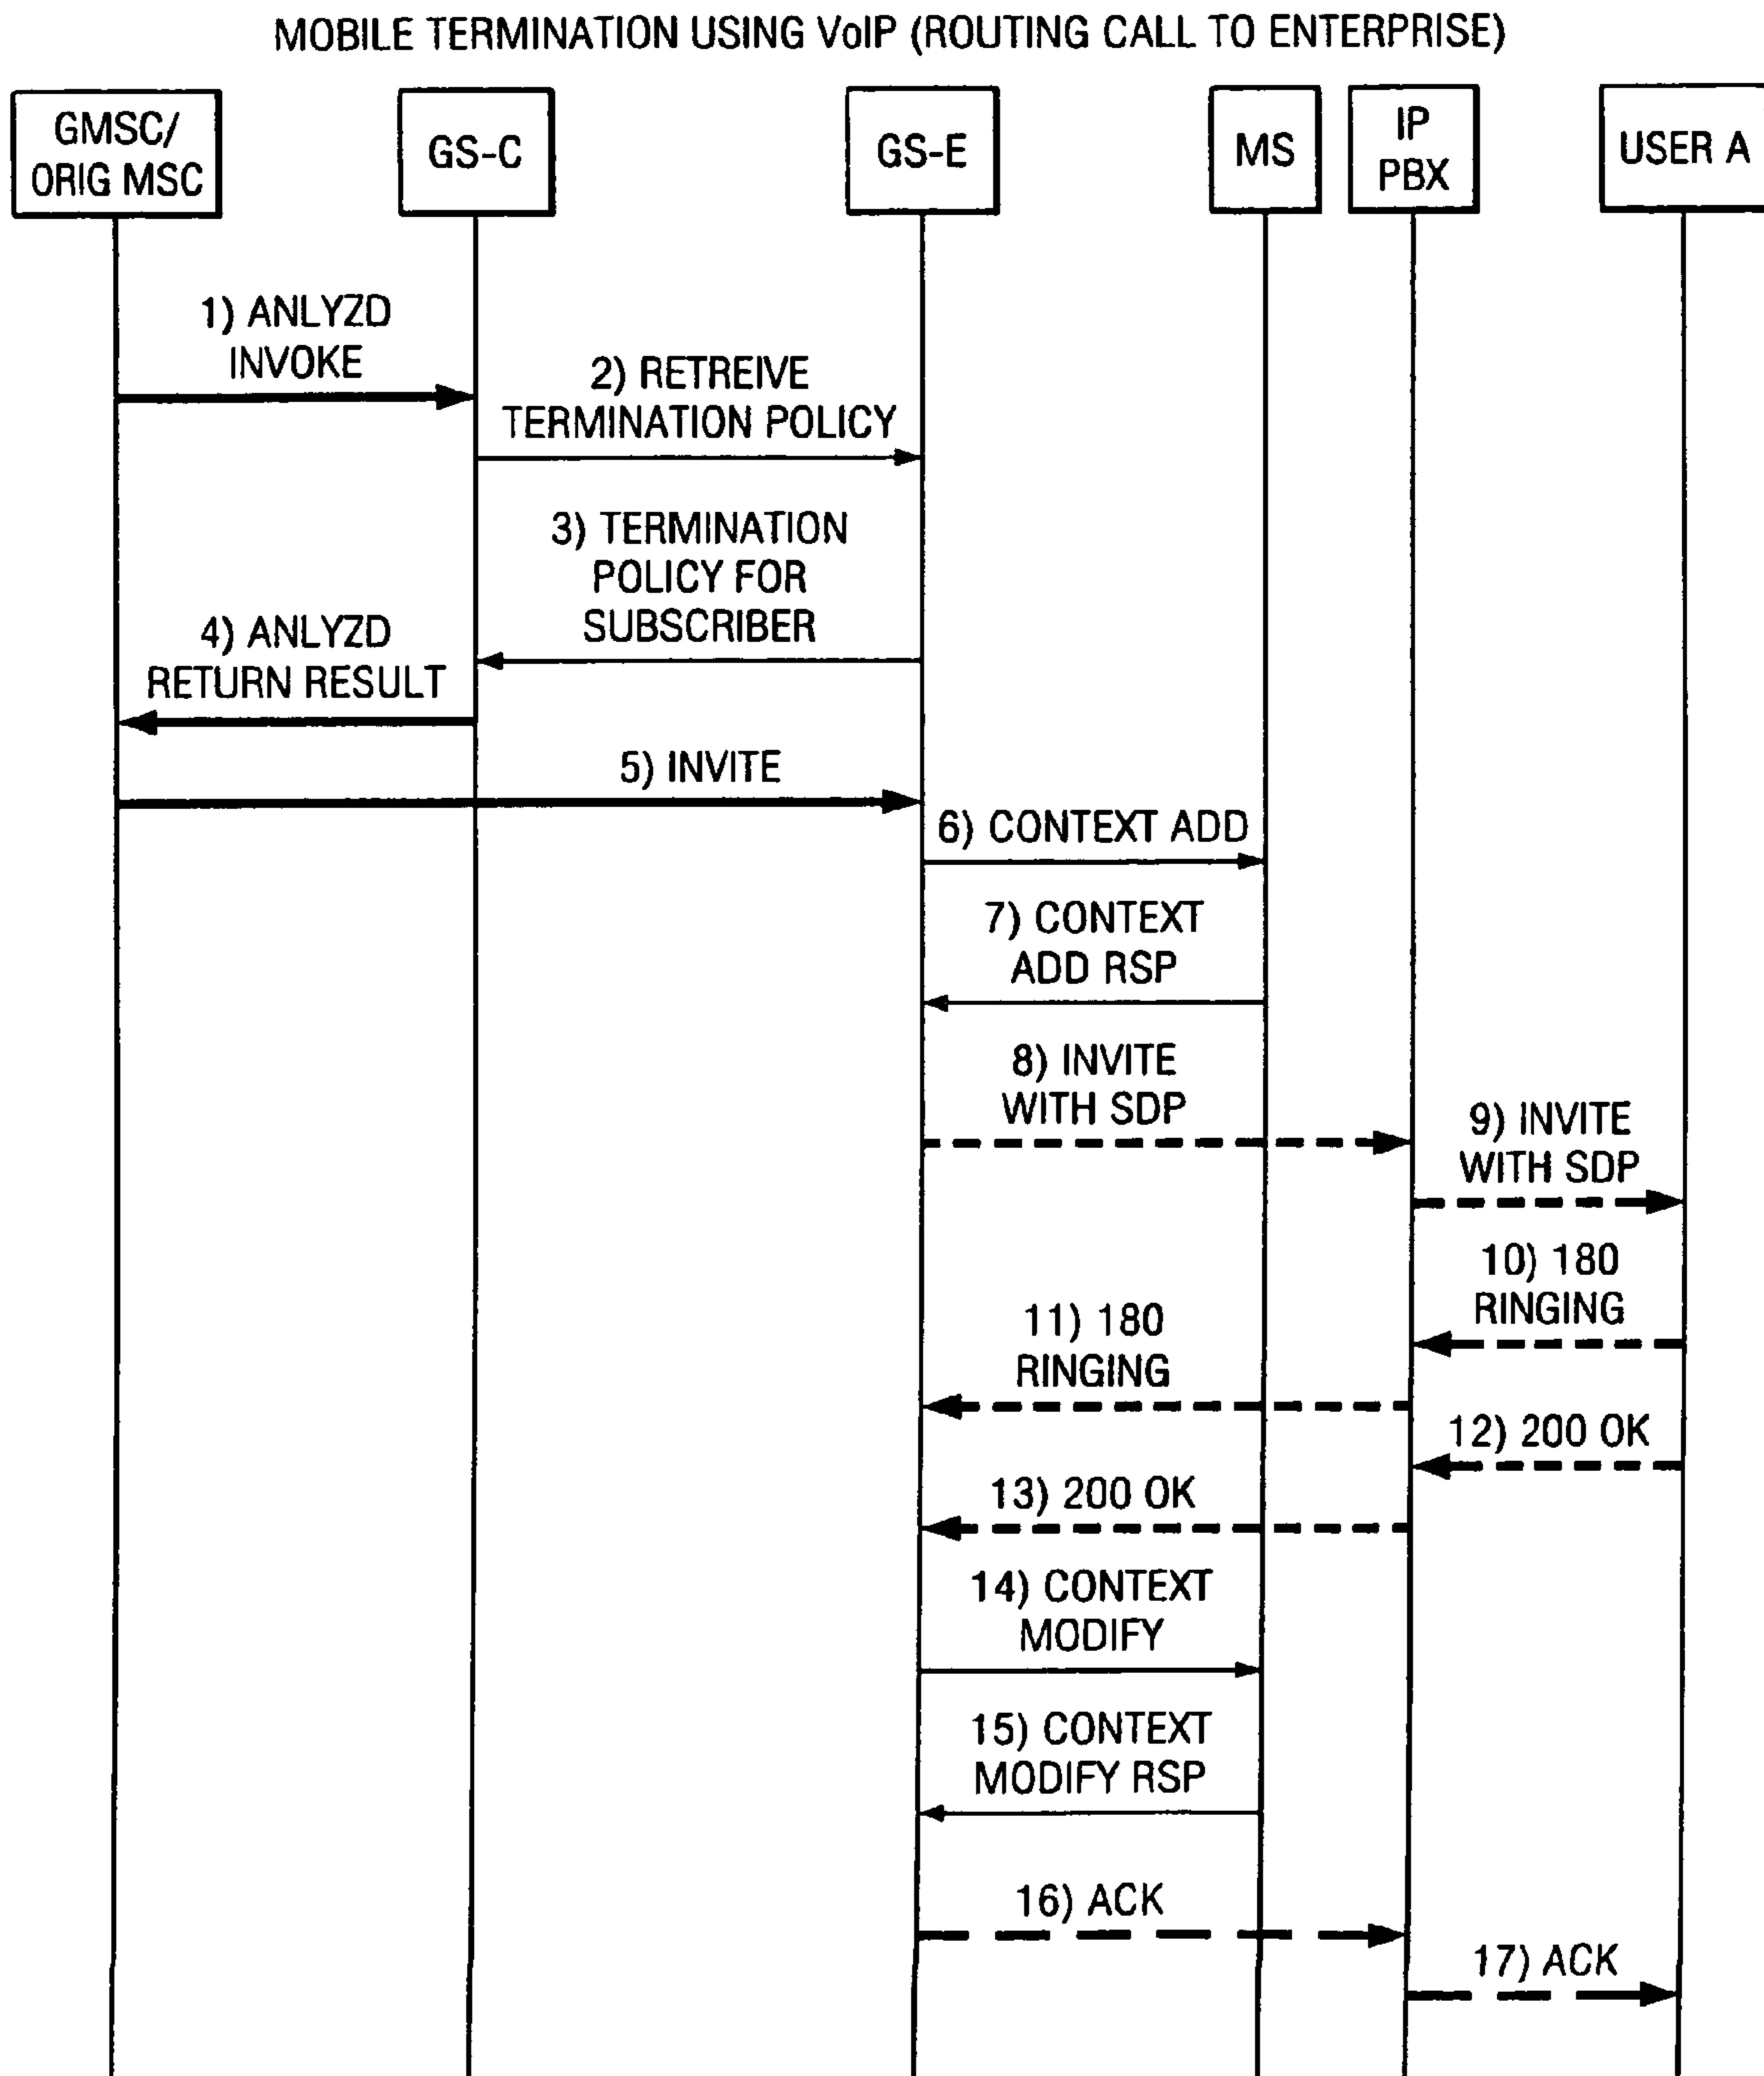 MOBILE TERMINATION USING VoIP (ROUTING CALL TO ENTERPRISE)
GMSC/
ORIG MSC
GS-C
GS-E
MS
IP
PBX
USER A
1) ANLYZD
INVOKE
2) RETREIVE
TERMINATION POLICY
3) TERMINATION
POLICY FOR
SUBSCRIBER
4) ANLYZD
RETURN RESULT
5) INVITE
6) CONTEXT ADD
7) CONTEXT
ADD RSP
8) INVITE
WITH SDP
9) INVITE
WITH SDP
10) 180
RINGING
11) 180
RINGING
12) 200 OK
13) 200 OK
14) CONTEXT
MODIFY
15) CONTEXT
MODIFY RSP
16) ACK
17) ACK